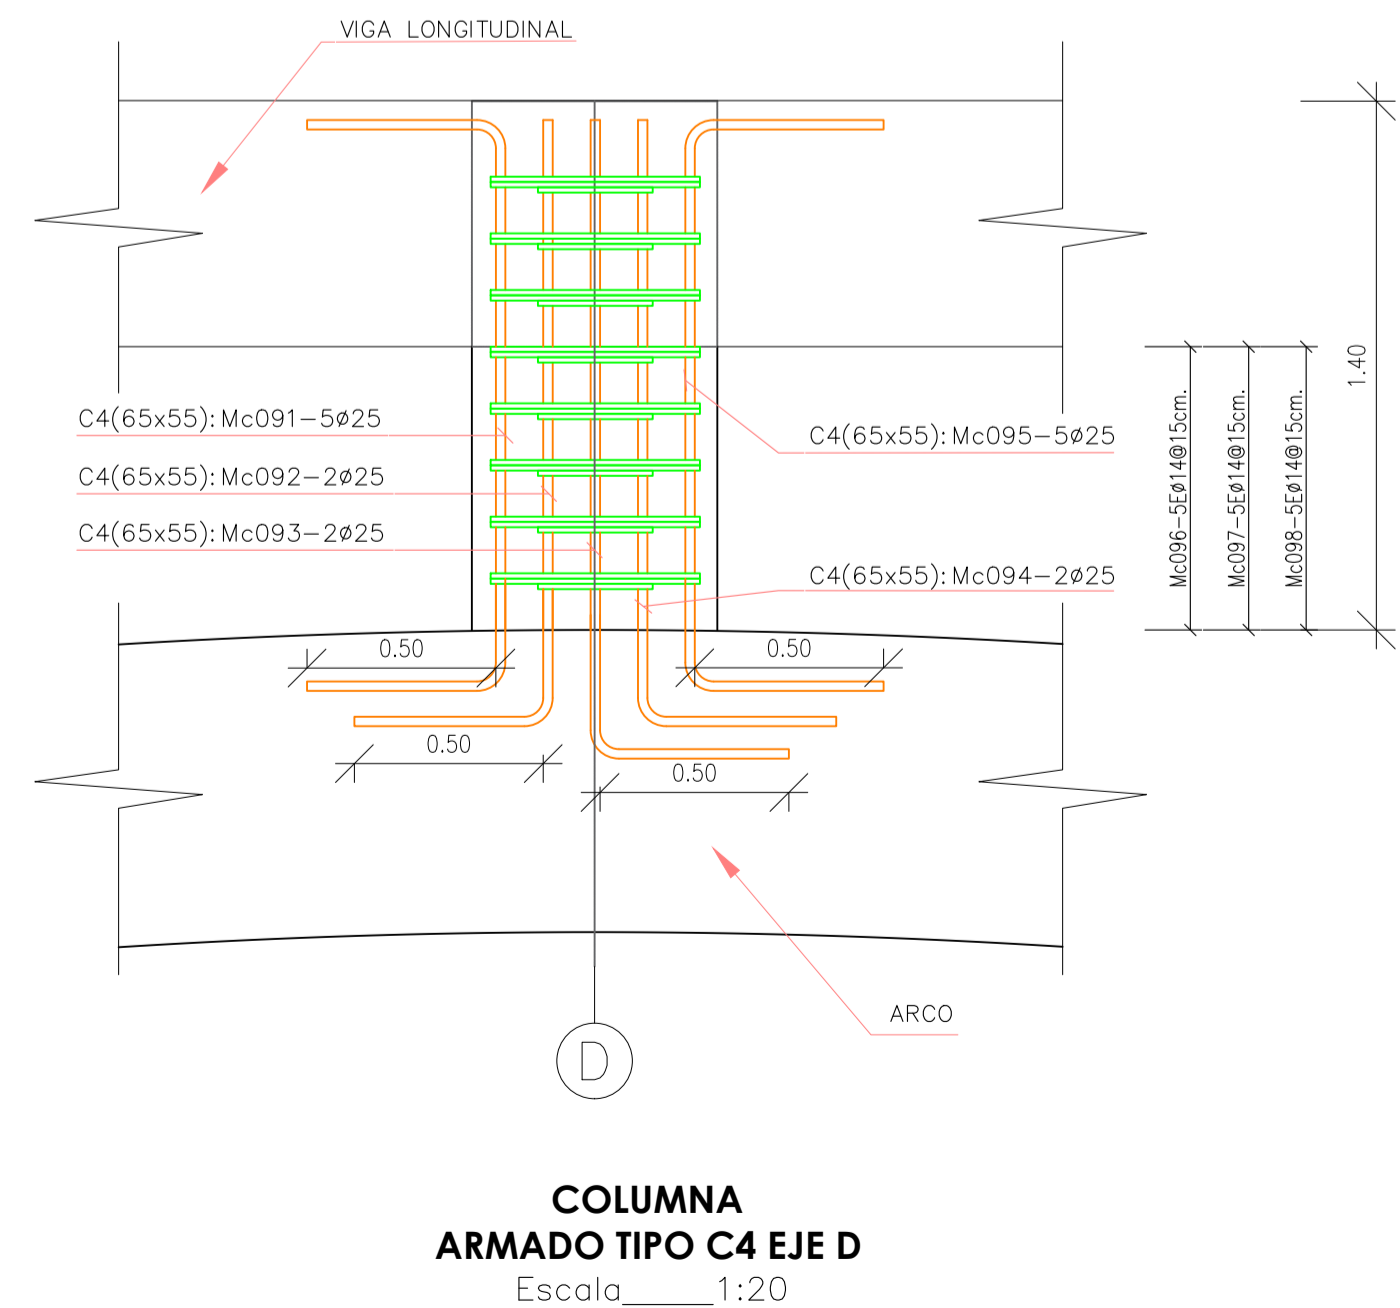 VIGA LONGITUDINAL
1.40
C4(65x55):Mc091-5ø25
C4(65x55):Mc092-2ø25
C4(65x55):Mc093-2ø25
C4(65x55):Mc095-5ø25
C4(65x55):Mc094-2ø25
Mc096-5Eø14@15cm.
Mc097-5Eø14@15cm.
Mc098-5Eø14@15cm.
0.50
0.50
0.50
0.50
ARCO
D
COLUMNA
ARMADO TIPO C4 EJE D
Escala_____1:20